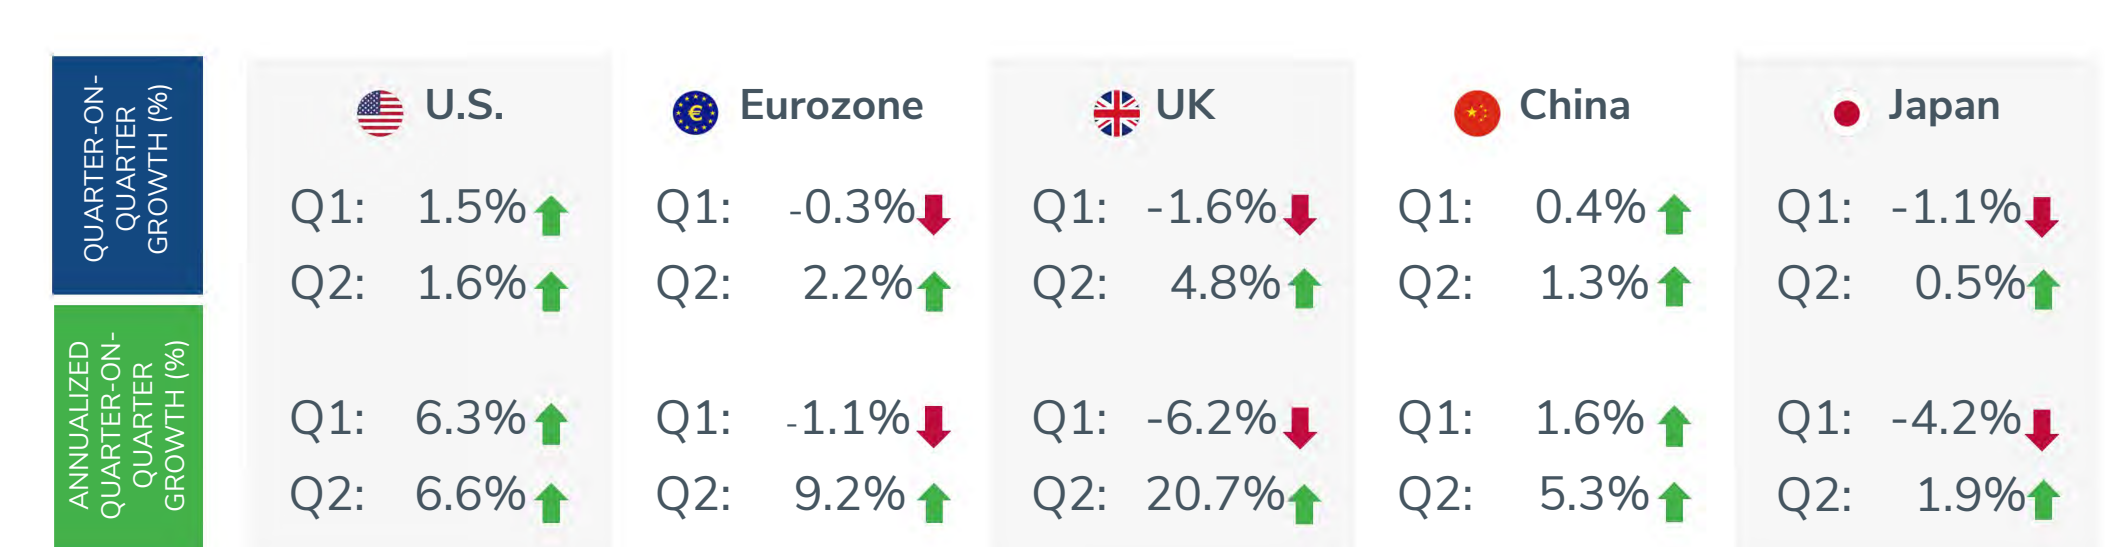 QUARTER-ON-
QUARTER
GROWTH (%)
U.S.
Eurozone
UK
China
Japan
Q1: 1.5%
Q1: -0.3%
Q1: -1.6%
Q1: 0.4%
Q1: -1.1%
Q2: 1.6%
Q2: 2.2%
Q2: 4.8%
Q2: 1.3%
Q2: 0.5%
ANNUALIZED
QUARTER-ON-
QUARTER
GROWTH (%)
Q1: 6.3%
Q1: -1.1%
Q1: -6.2%
Q1: 1.6%
Q1: -4.2%
Q2: 6.6%
Q2: 9.2%
Q2: 20.7%
Q2: 5.3%
Q2: 1.9%